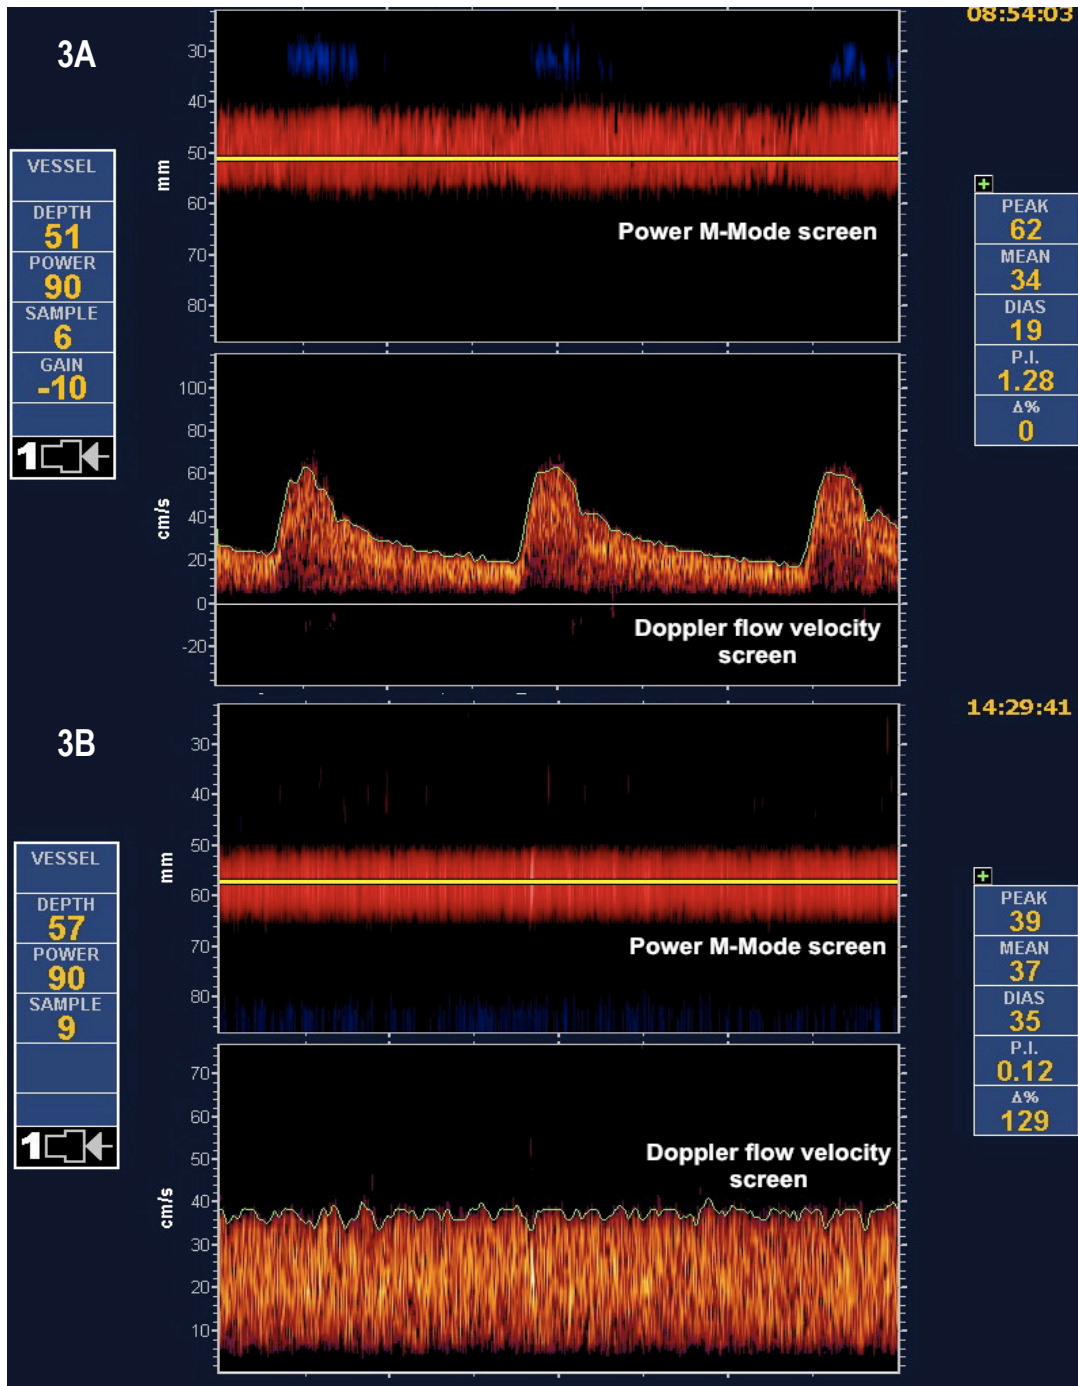 08:54:03
3A
30
40
50
60
70
80
mm
Power M-Mode screen
VESSEL
DEPTH
51
POWER
90
SAMPLE
6
GAIN
-10
1
+
PEAK
62
MEAN
34
DIAS
19
P.I.
1.28
Δ%
0
100
80
60
40
20
0
-20
cm/s
Doppler flow velocity
screen
14:29:41
3B
30
40
50
60
70
80
mm
Power M-Mode screen
VESSEL
DEPTH
57
POWER
90
SAMPLE
9
1
+
PEAK
39
MEAN
37
DIAS
35
P.I.
0.12
Δ%
129
70
60
50
40
30
20
10
cm/s
Doppler flow velocity
screen